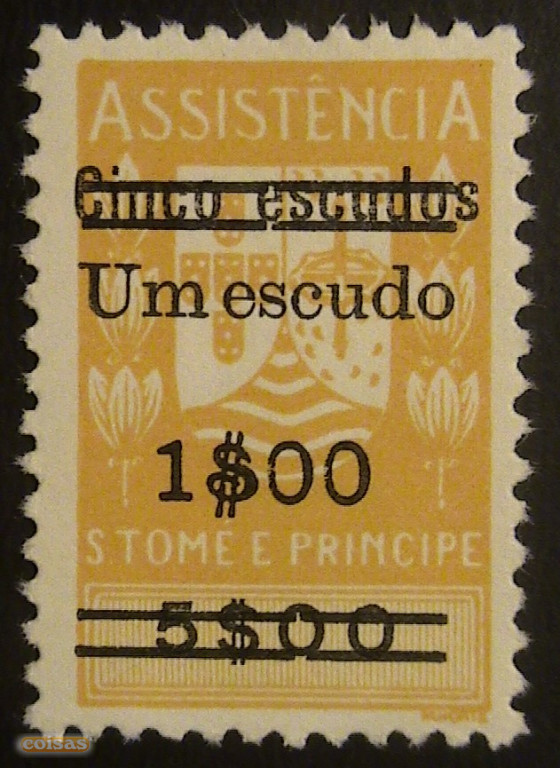 ASSISTÊNCIA
Cinco escudos
Um escudo
1$00
S.TOME E PRINCIPE
5$00
coisas